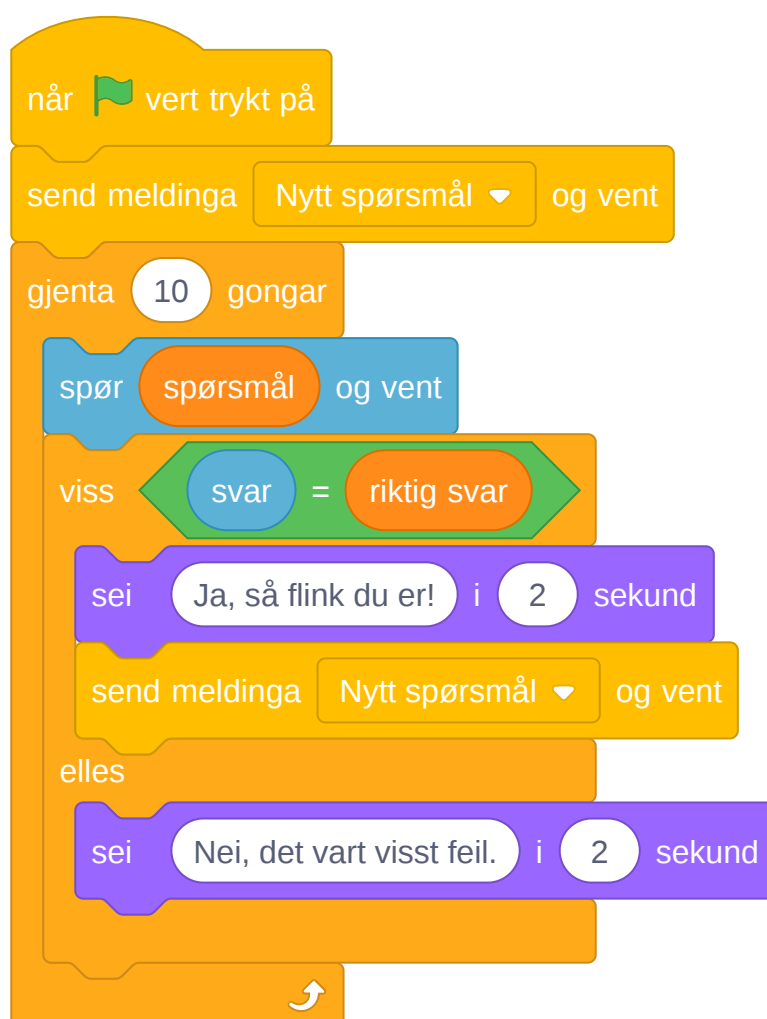 når vert trykt på
send meldinga Nytt spørsmål og vent
gjenta 10 gongar
spør spørsmål og vent
viss svar = riktig svar
sei Ja, så flink du er! i 2 sekund
send meldinga Nytt spørsmål og vent
elles
sei Nei, det vart visst feil. i 2 sekund